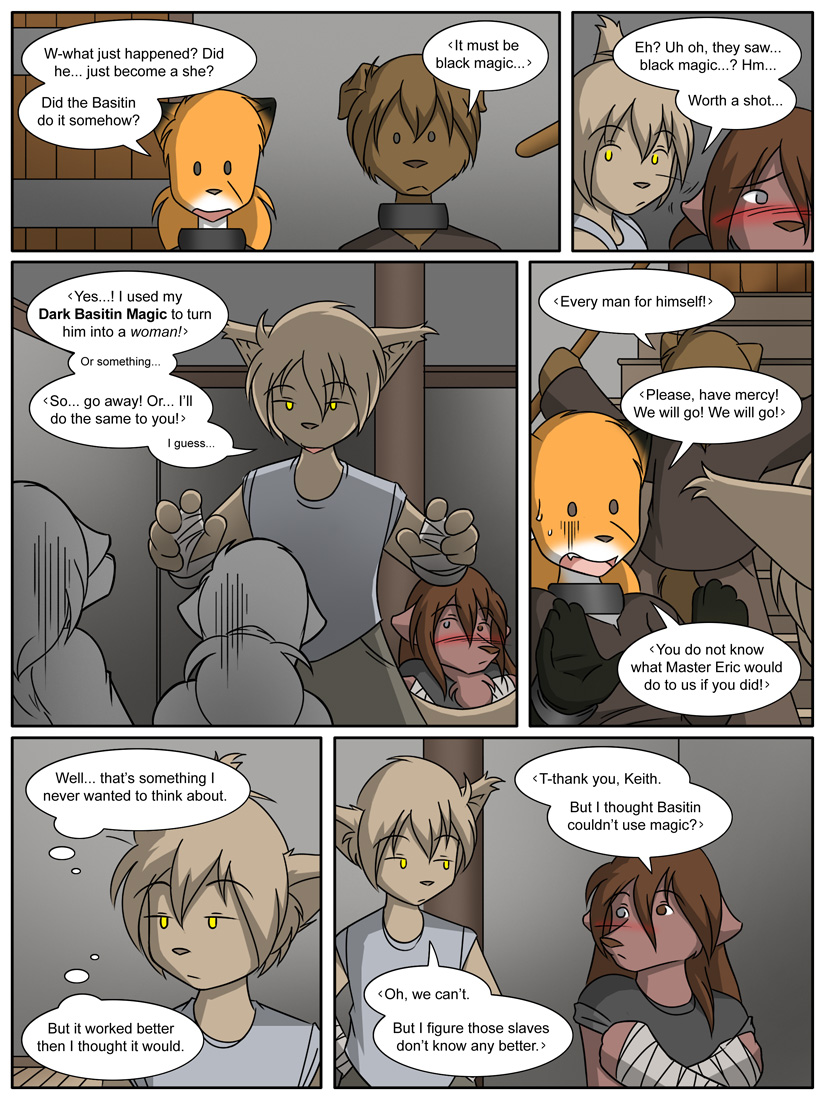 W-what just happened? Did
he... just become a she?
Did the Basitin
do it somehow?
‹It must be
black magic...›
Eh? Uh oh, they saw...
black magic...? Hm...
Worth a shot...
‹Yes...! I used my
Dark Basitin Magic to turn
him into a woman!›
Or something...
‹So... go away! Or... I'll
do the same to you!›
I guess...
‹Every man for himself!›
‹Please, have mercy!
We will go! We will go!›
‹You do not know
what Master Eric would
do to us if you did!›
Well... that's something I
never wanted to think about.
But it worked better
then I thought it would.
‹T-thank you, Keith.
But I thought Basitin
couldn't use magic?›
‹Oh, we can't.
But I figure those slaves
don't know any better.›